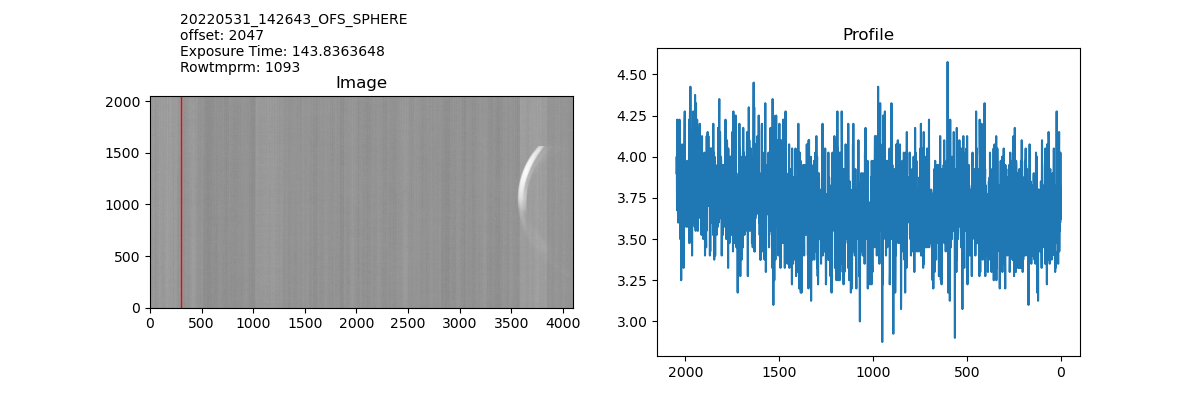 20220531_142643_OFS_SPHERE
offset: 2047
Exposure Time: 143.8363648
Rowtmprm: 1093
Image
2000
1500
1000
500
0
0 500 1000 1500 2000 2500 3000 3500 4000
Profile
4.50
4.25
4.00
3.75
3.50
3.25
3.00
2000 1500 1000 500 0